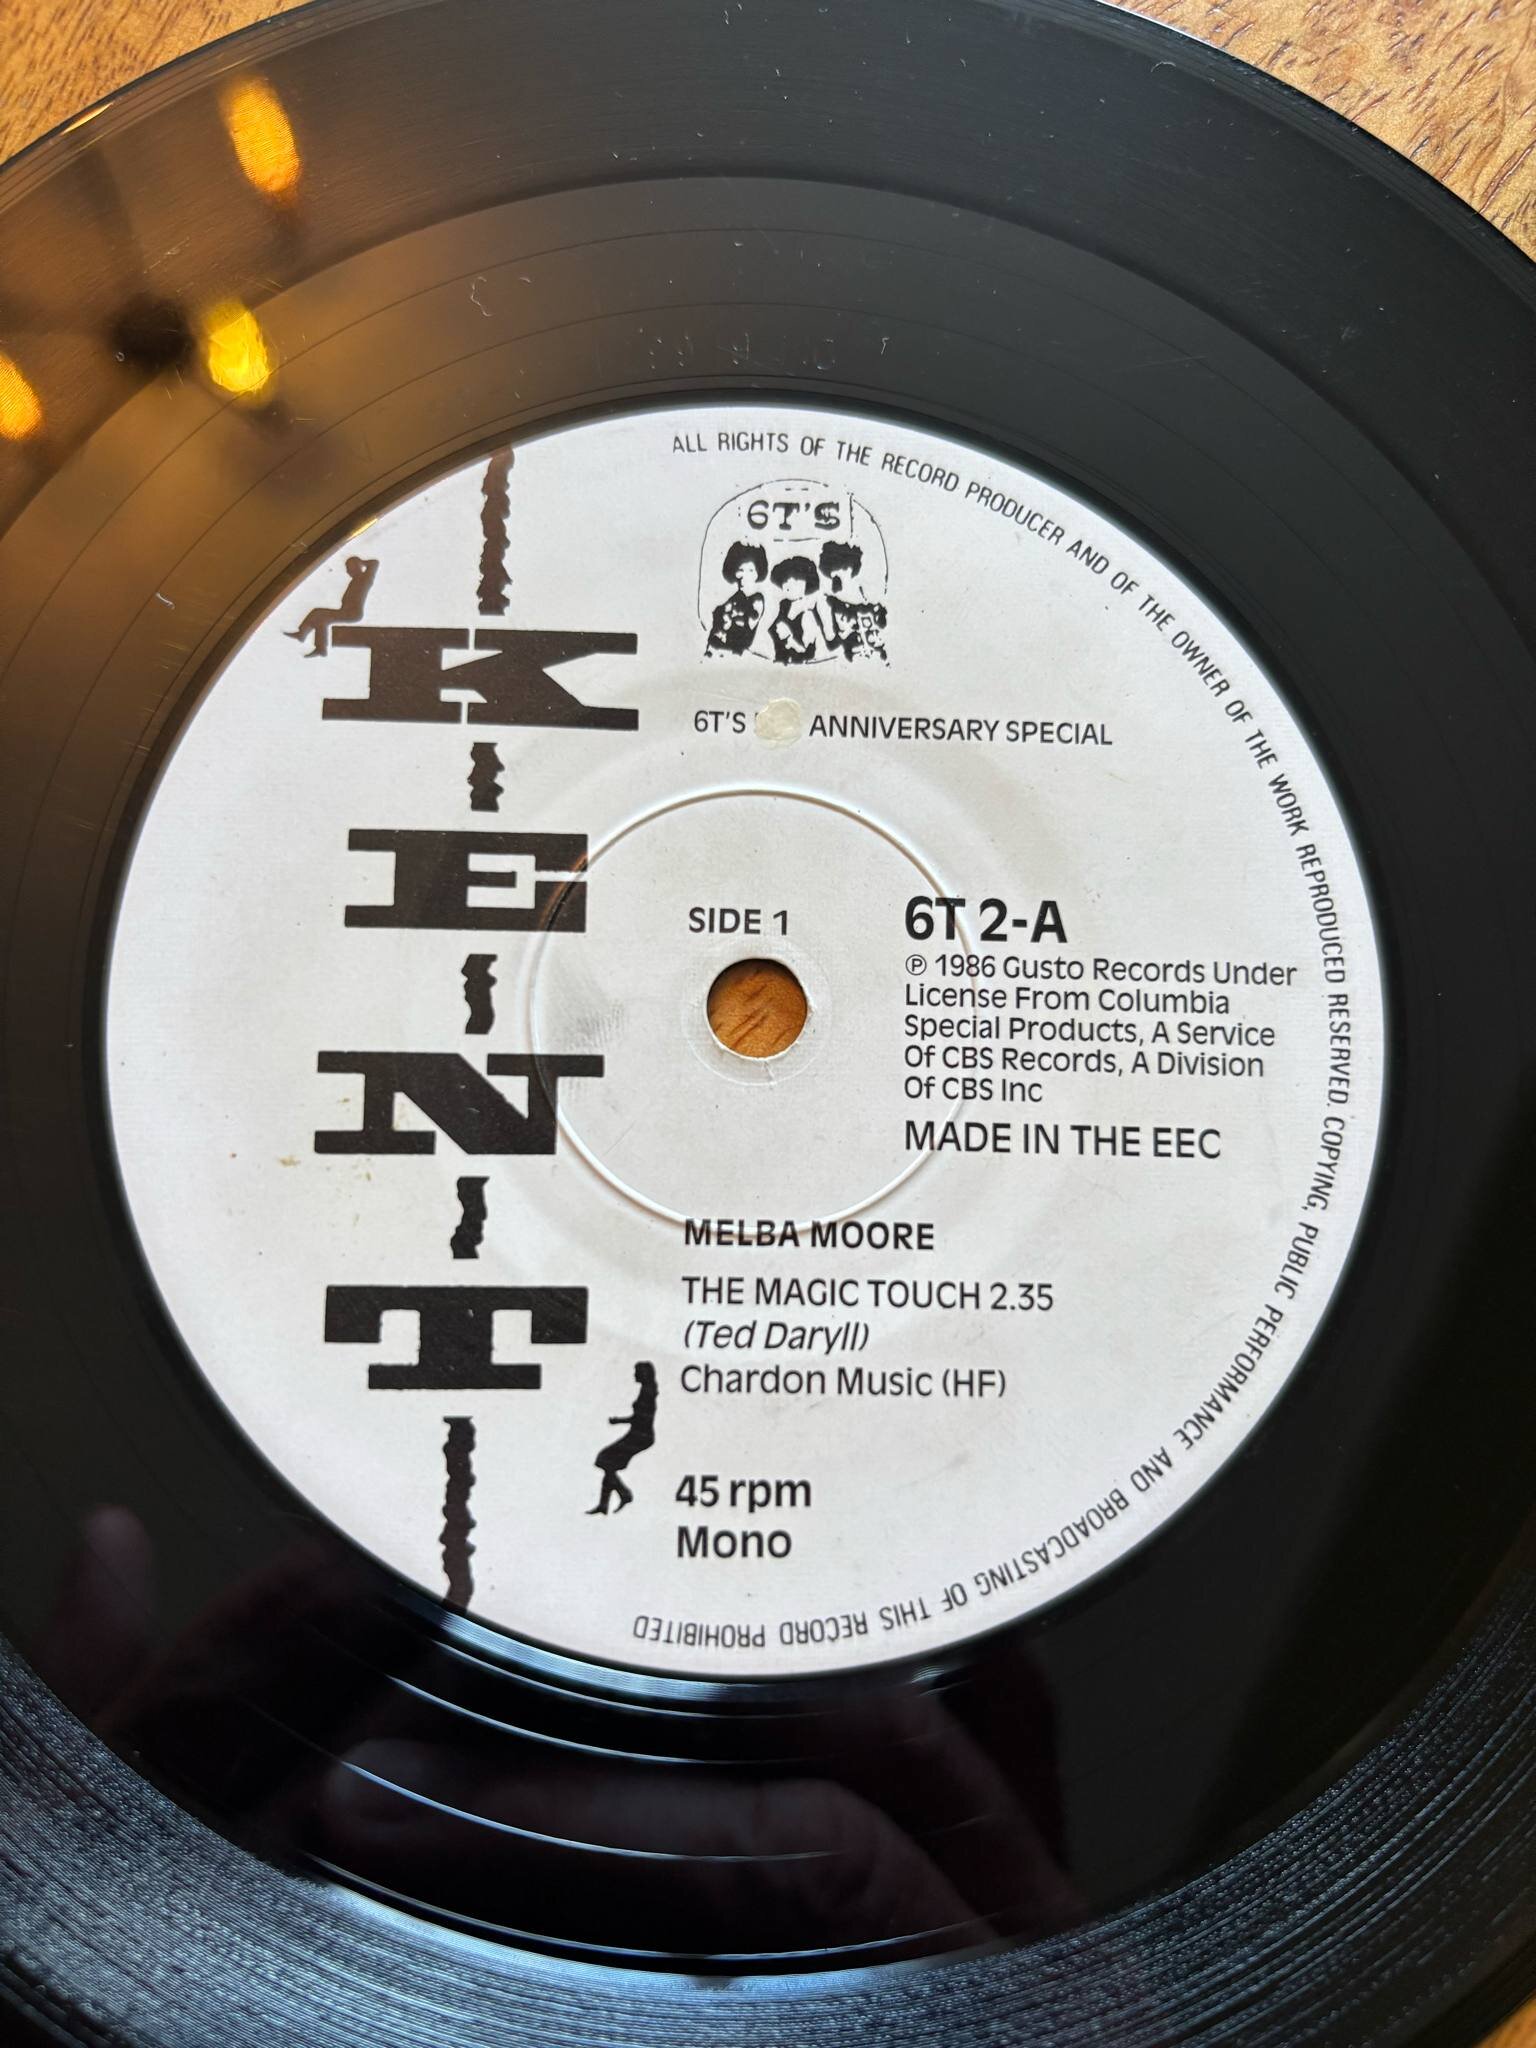 ALL RIGHTS OF THE RECORD PRODUCER AND OF THE OWNER OF THE WORK REPRODUCED RESERVED. COPYING, PUBLIC PERFORMANCE AND BROADCASTING OF THIS RECORD PROHIBITED
6T'S
KENT
6T'S ANNIVERSARY SPECIAL
SIDE 1
6T 2-A
℗ 1986 Gusto Records Under
License From Columbia
Special Products, A Service
Of CBS Records, A Division
Of CBS Inc
MADE IN THE EEC
MELBA MOORE
THE MAGIC TOUCH 2.35
(Ted Daryll)
Chardon Music (HF)
45 rpm
Mono